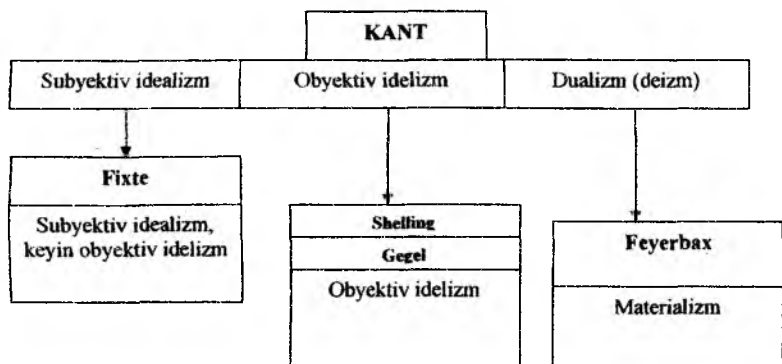 KANT
Subyektiv idealizm
Obyektiv idelizm
Dualizm (deizm)
Fixte
Subyektiv idealizm,
keyin obyektiv idelizm
Shelling
Gegel
Obyektiv idelizm
Feyerbax
Materializm